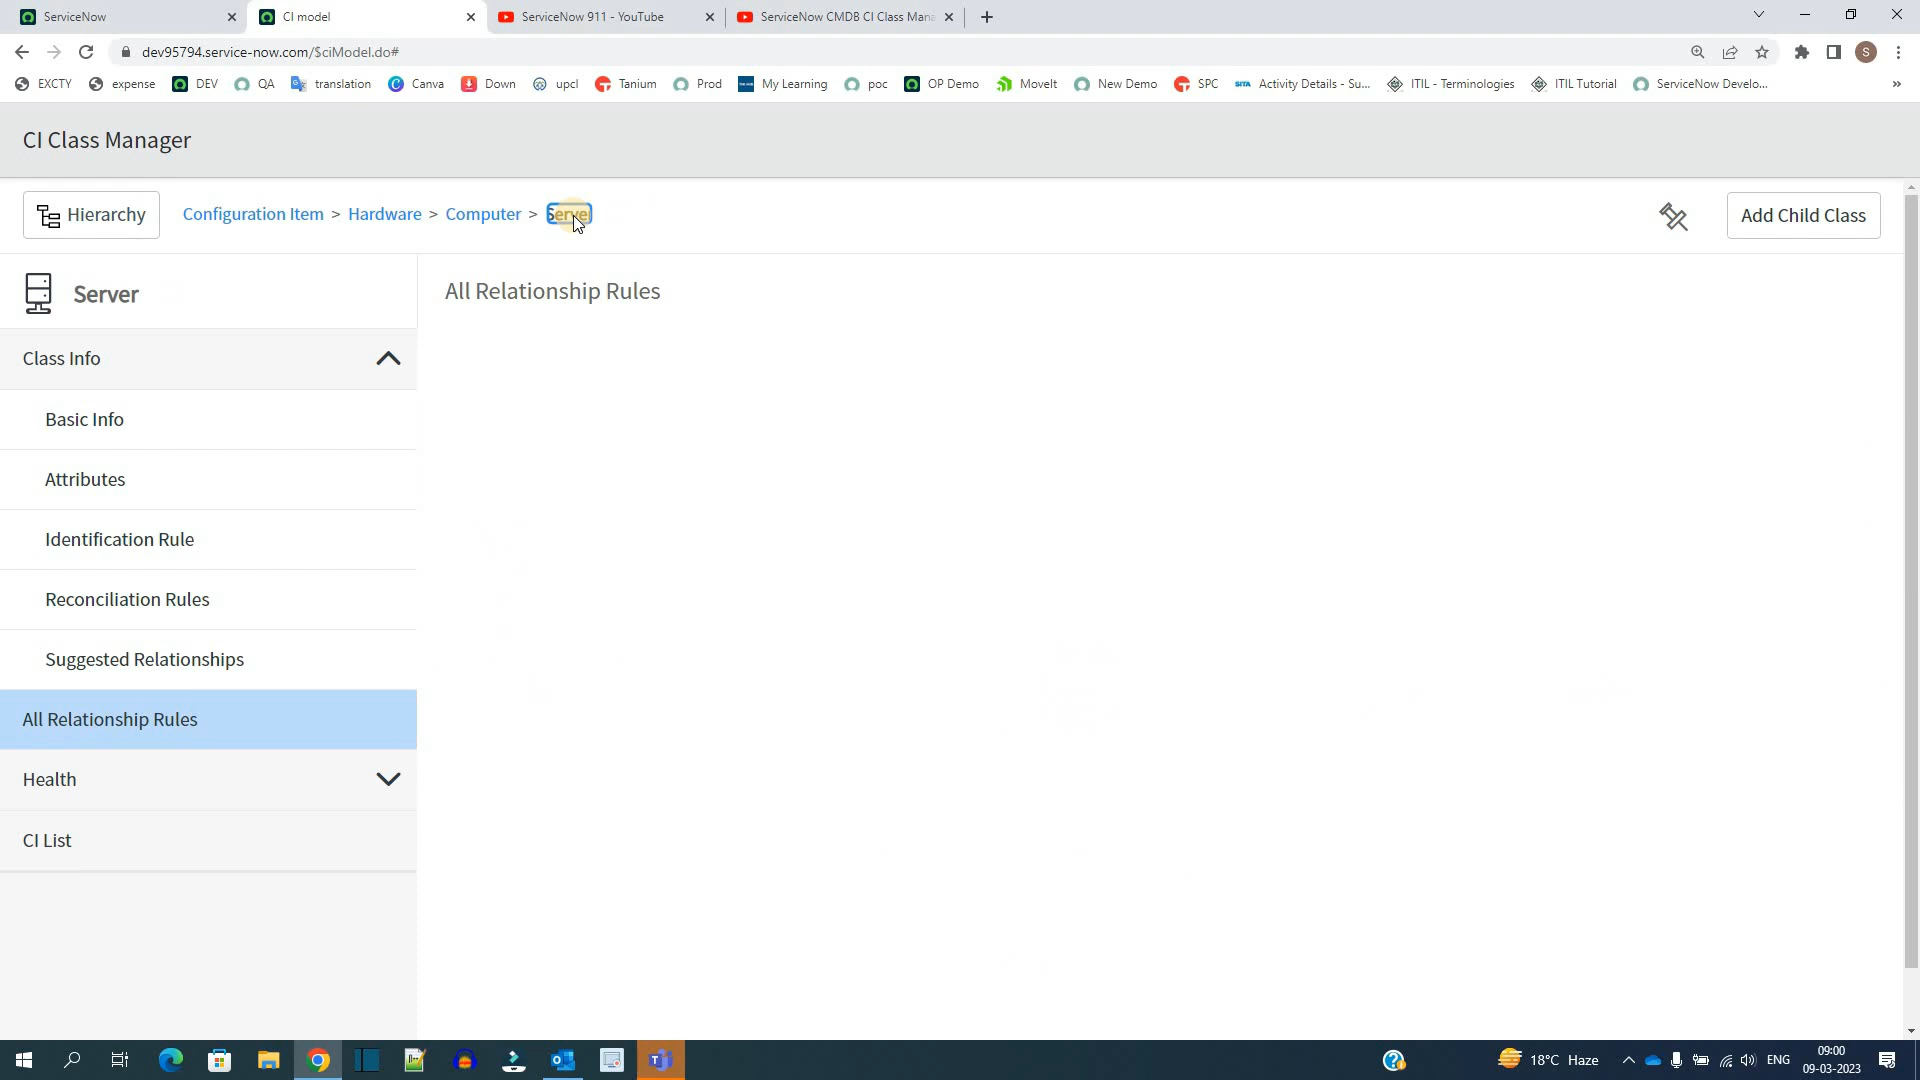 ServiceNow
CI model
ServiceNow 911 - YouTube
ServiceNow CMDB CI Class Mana
dev95794.service-now.com/$ciModel.do#
S
EXCTY
expense
DEV
QA
translation
Canva
Down
upcl
Tanium
Prod
My Learning
poc
OP Demo
MoveIt
New Demo
SPC
SITA
Activity Details - Su...
ITIL - Terminologies
ITIL Tutorial
ServiceNow Develo...
»
CI Class Manager
Hierarchy
Configuration Item > Hardware > Computer > Server
Add Child Class
Server
All Relationship Rules
Class Info
Basic Info
Attributes
Identification Rule
Reconciliation Rules
Suggested Relationships
All Relationship Rules
Health
CI List
18°C Haze
ENG
09:00
09-03-2023